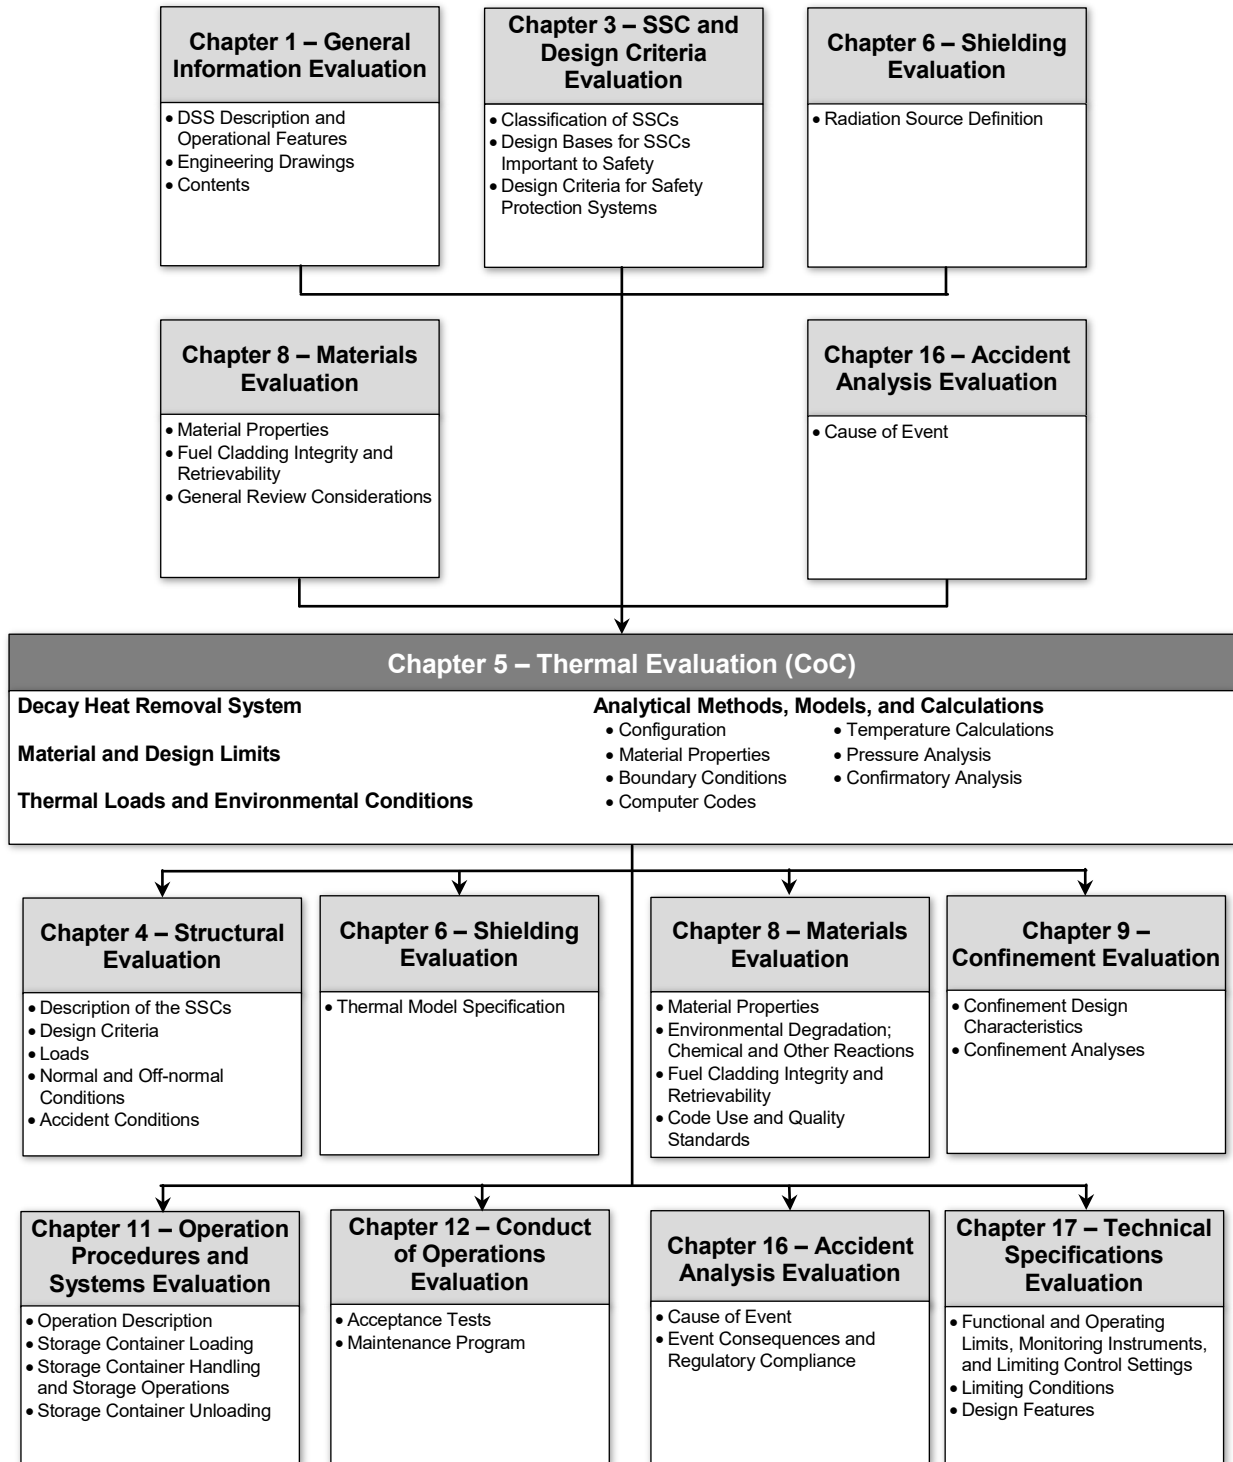 Chapter 1 – General
Information Evaluation
• DSS Description and
Operational Features
• Engineering Drawings
• Contents
Chapter 3 – SSC and
Design Criteria
Evaluation
• Classification of SSCs
• Design Bases for SSCs
Important to Safety
• Design Criteria for Safety
Protection Systems
Chapter 6 – Shielding
Evaluation
• Radiation Source Definition
Chapter 8 – Materials
Evaluation
• Material Properties
• Fuel Cladding Integrity and
Retrievability
• General Review Considerations
Chapter 16 – Accident
Analysis Evaluation
• Cause of Event
Chapter 5 – Thermal Evaluation (CoC)
Decay Heat Removal System
Material and Design Limits
Thermal Loads and Environmental Conditions
Analytical Methods, Models, and Calculations
• Configuration
• Material Properties
• Boundary Conditions
• Computer Codes
• Temperature Calculations
• Pressure Analysis
• Confirmatory Analysis
Chapter 4 – Structural
Evaluation
• Description of the SSCs
• Design Criteria
• Loads
• Normal and Off-normal
Conditions
• Accident Conditions
Chapter 6 – Shielding
Evaluation
• Thermal Model Specification
Chapter 8 – Materials
Evaluation
• Material Properties
• Environmental Degradation;
Chemical and Other Reactions
• Fuel Cladding Integrity and
Retrievability
• Code Use and Quality
Standards
Chapter 9 –
Confinement Evaluation
• Confinement Design
Characteristics
• Confinement Analyses
Chapter 11 – Operation
Procedures and
Systems Evaluation
• Operation Description
• Storage Container Loading
• Storage Container Handling
and Storage Operations
• Storage Container Unloading
Chapter 12 – Conduct
of Operations
Evaluation
• Acceptance Tests
• Maintenance Program
Chapter 16 – Accident
Analysis Evaluation
• Cause of Event
• Event Consequences and
Regulatory Compliance
Chapter 17 – Technical
Specifications
Evaluation
• Functional and Operating
Limits, Monitoring Instruments,
and Limiting Control Settings
• Limiting Conditions
• Design Features